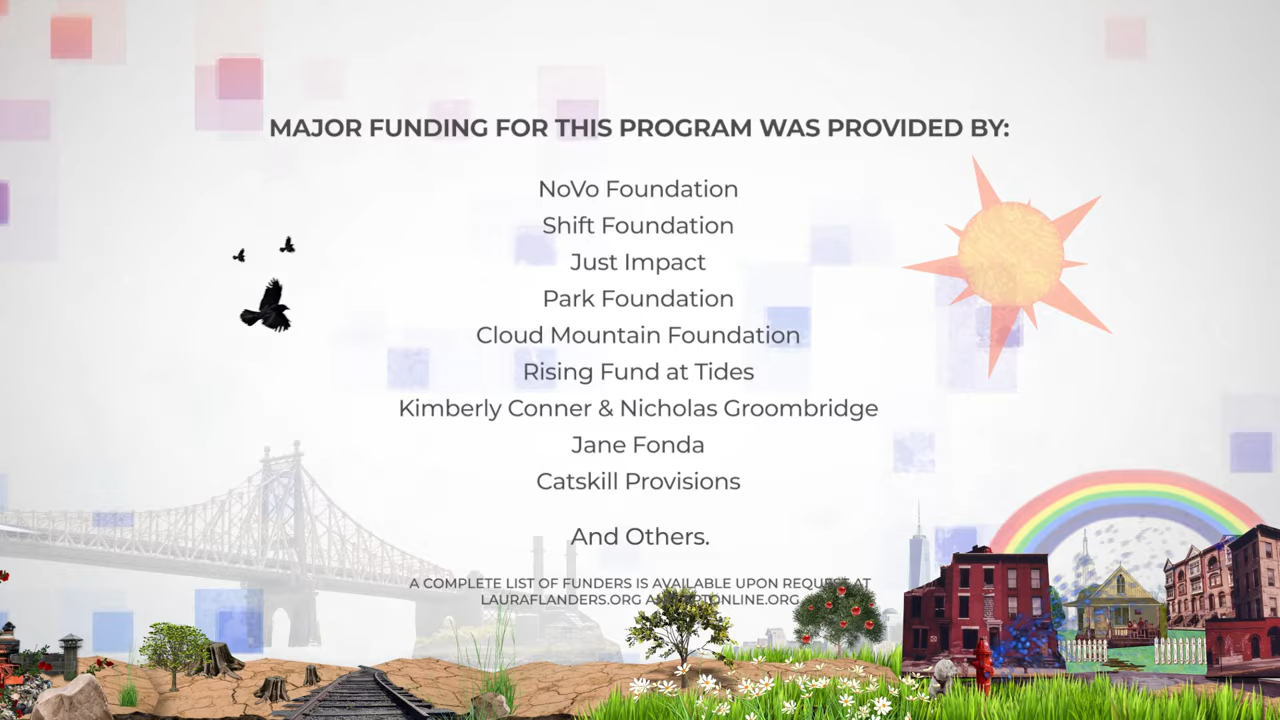 MAJOR FUNDING FOR THIS PROGRAM WAS PROVIDED BY:
NoVo Foundation
Shift Foundation
Just Impact
Park Foundation
Cloud Mountain Foundation
Rising Fund at Tides
Kimberly Conner & Nicholas Groombridge
Jane Fonda
Catskill Provisions
And Others.
A COMPLETE LIST OF FUNDERS IS AVAILABLE UPON REQUEST AT
LAURAFLANDERS.ORG